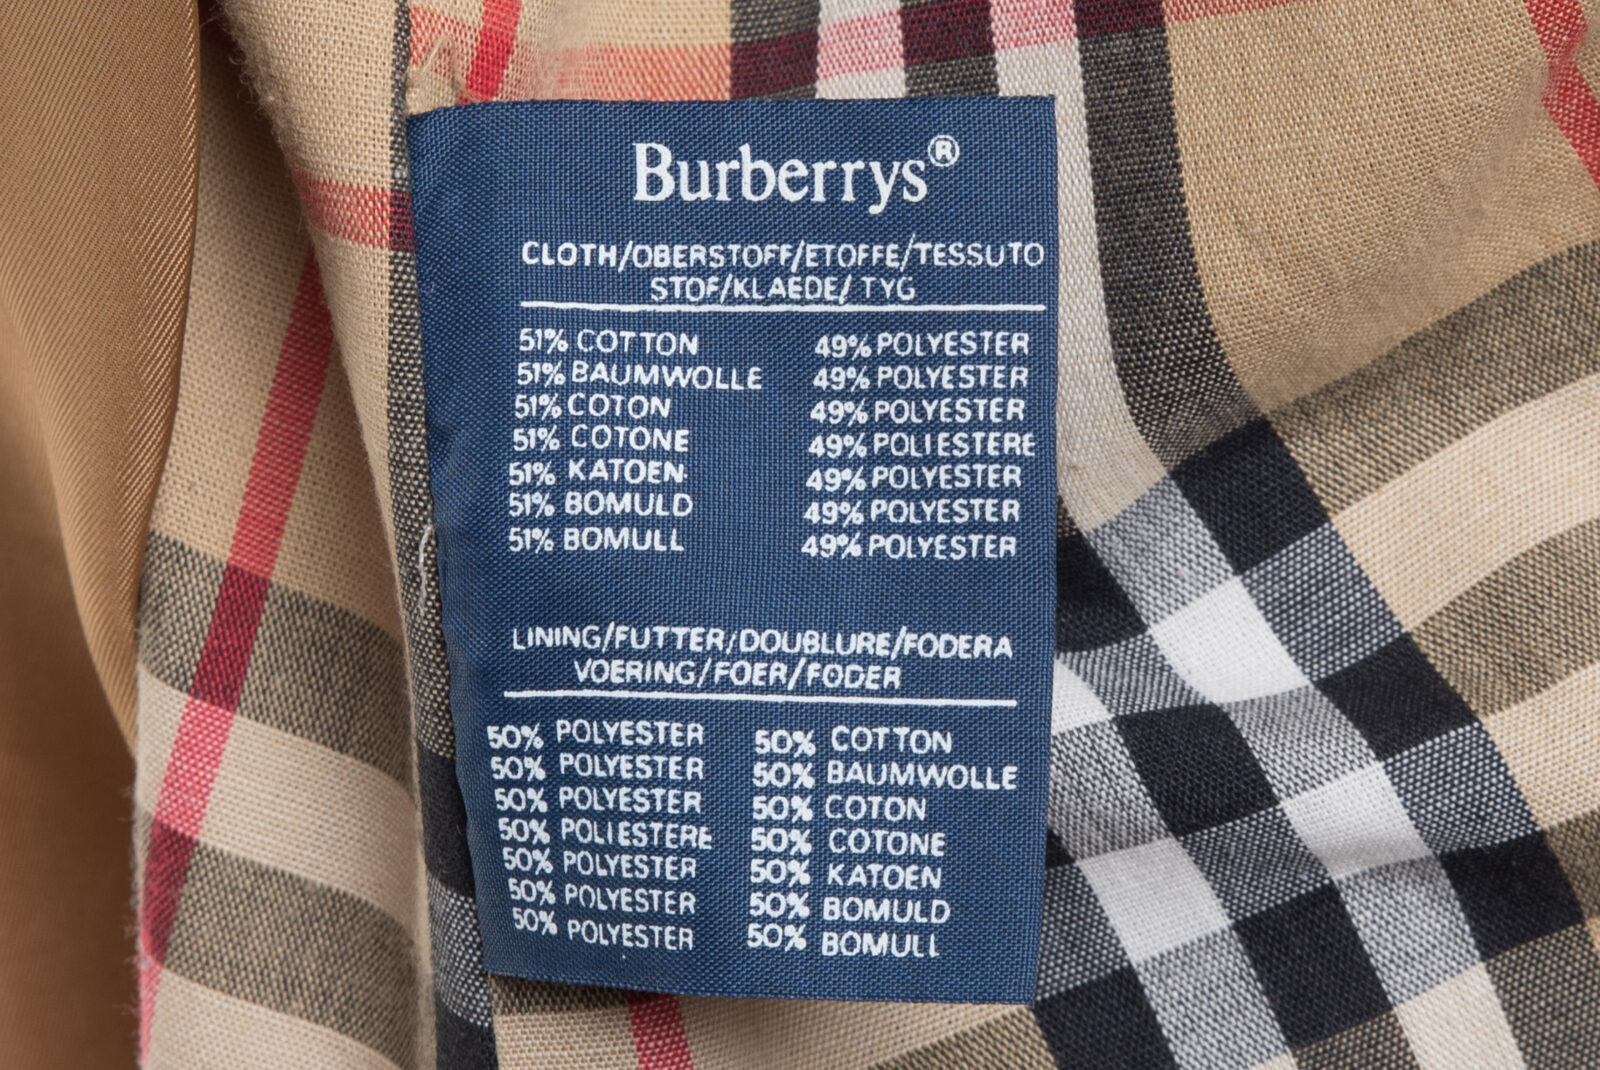 Burberrys®
CLOTH/OBERSTOFF/ETOFFE/TESSUTO
STOF/KLAEDE/ TYG
51% COTTON 49% POLYESTER
51% BAUMWOLLE 49% POLYESTER
51% COTON 49% POLYESTER
51% COTONE 49% POLIESTERE
51% KATOEN 49% POLYESTER
51% BOMULD 49% POLYESTER
51% BOMULL 49% POLYESTER
LINING/FUTTER/DOUBLURE/FODERA
VOERING/FOER/FODER
50% POLYESTER 50% COTTON
50% POLYESTER 50% BAUMWOLLE
50% POLYESTER 50% COTON
50% POLIESTERE 50% COTONE
50% POLYESTER 50% KATOEN
50% POLYESTER 50% BOMULD
50% POLYESTER 50% BOMULL